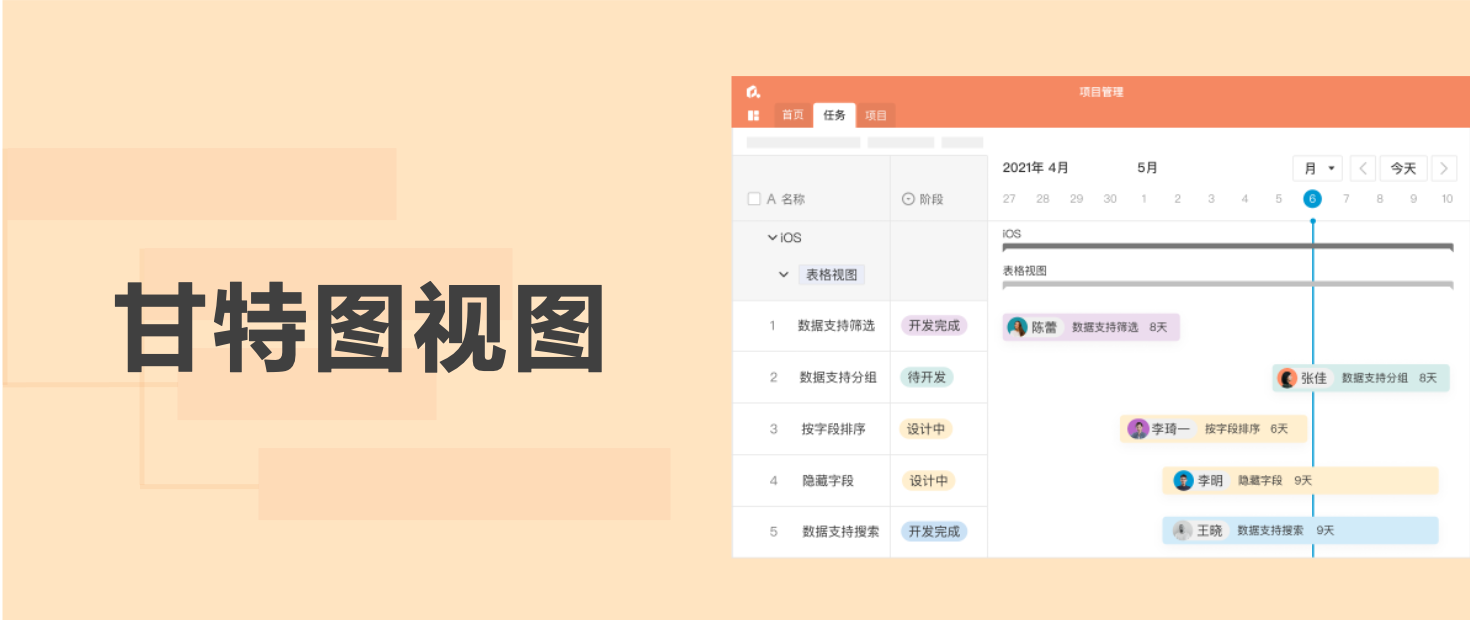 甘特图视图
项目管理
首页 任务 项目
2021年 4月 5月 月 今天
A 名称 阶段 27 28 29 30 1 2 3 4 5 6 7 8 9 10
iOS iOS
表格视图 表格视图
1 数据支持筛选 开发完成 陈蕾 数据支持筛选 8天
2 数据支持分组 待开发 张佳 数据支持分组 8天
3 按字段排序 设计中 李琦一 按字段排序 6天
4 隐藏字段 设计中 李明 隐藏字段 9天
5 数据支持搜索 开发完成 王晓 数据支持搜索 9天